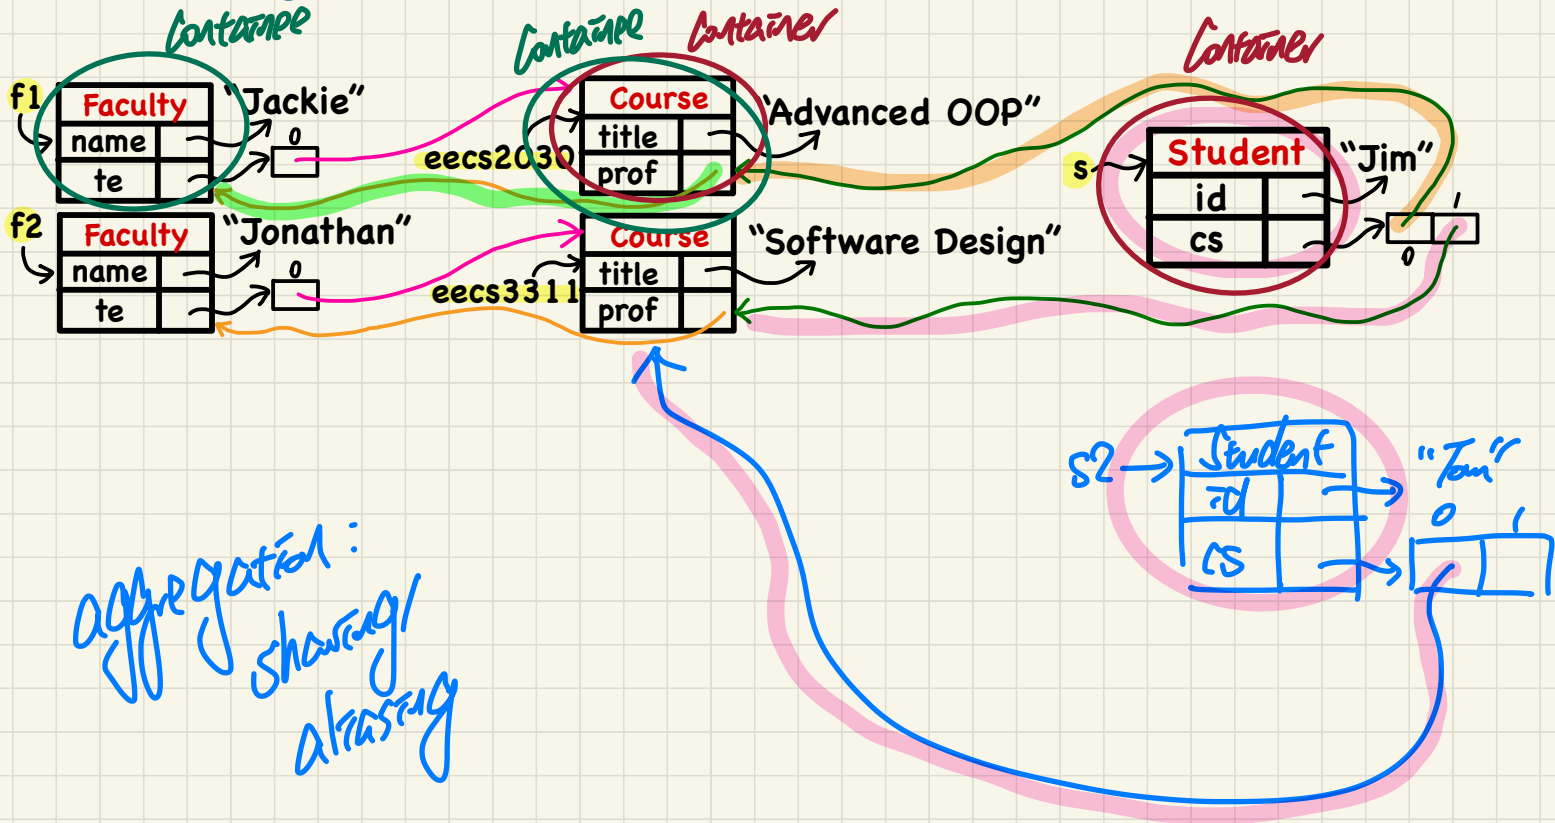 Container
Container
Container
Container
f1
Faculty
name
te
"Jackie"
0
eecs2030
Course
title
prof
"Advanced OOP"
s
Student
id
cs
"Jim"
0
1
f2
Faculty
name
te
"Jonathan"
0
eecs3311
Course
title
prof
"Software Design"
s2
Student
id
cs
"Tom"
0
1
aggregation:
sharing/
aliasing